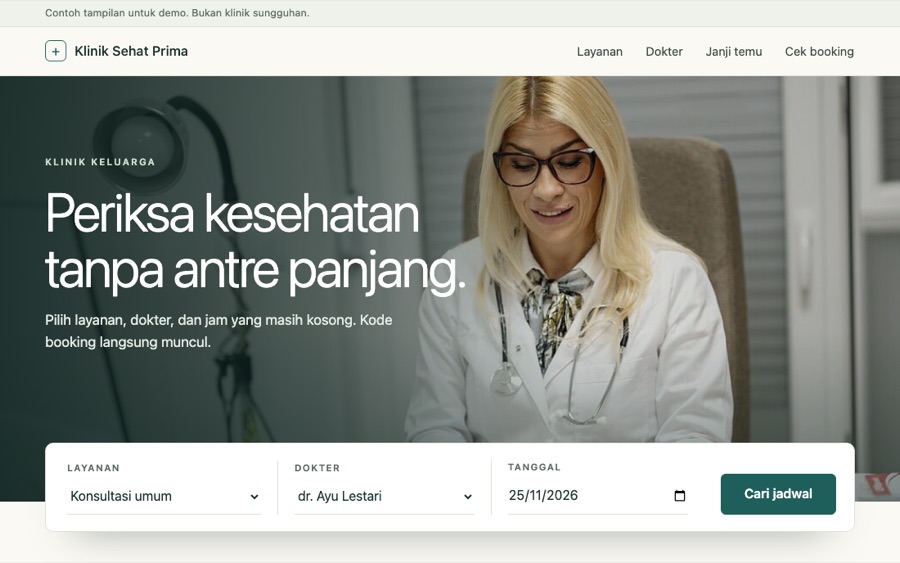 Contoh tampilan untuk demo. Bukan klinik sungguhan.
Klinik Sehat Prima
Layanan Dokter Janji temu Cek booking
KLINIK KELUARGA
Periksa kesehatan
tanpa antre panjang.
Pilih layanan, dokter, dan jam yang masih kosong. Kode
booking langsung muncul.
LAYANAN DOKTER TANGGAL
Konsultasi umum dr. Ayu Lestari 25/11/2026 Cari jadwal